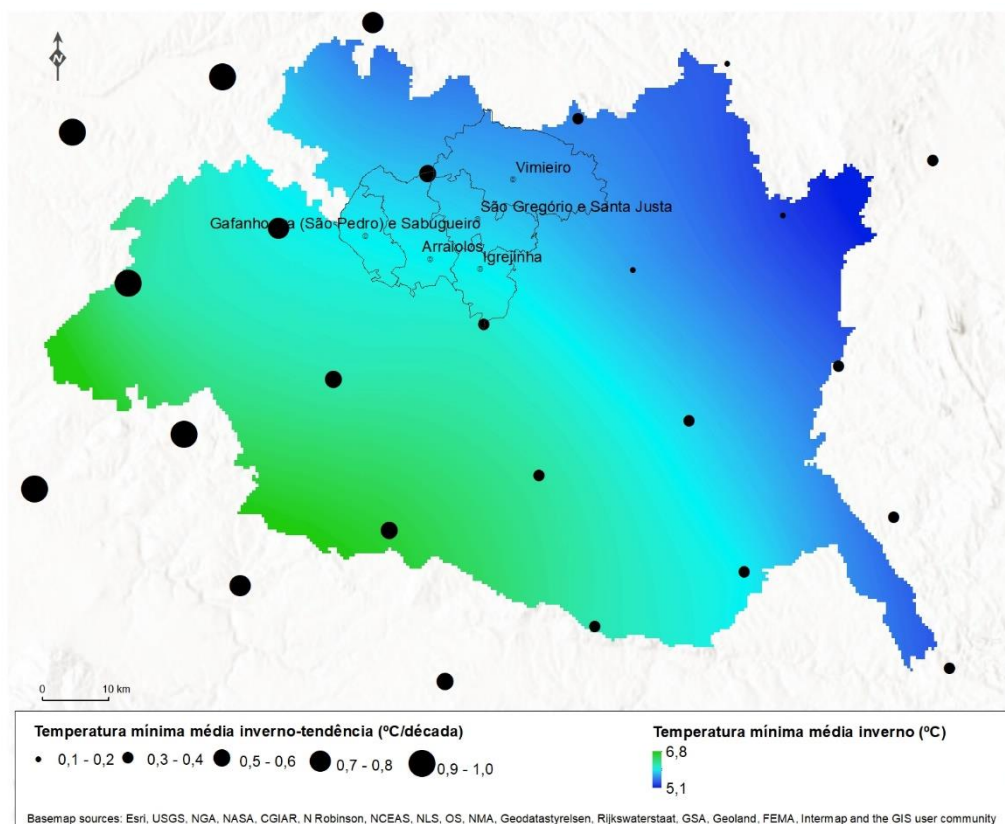 N
Vimieiro
São Gregório e Santa Justa
Gafanho a (São Pedro) e Sabugueiro
Arraiolos
Igrejinha
0 10 km
Temperatura mínima média inverno-tendência (ºC/década)
0,1 - 0,2 0,3 - 0,4 0,5 - 0,6 0,7 - 0,8 0,9 - 1,0
Temperatura mínima média inverno (ºC)
6,8
5,1
Basemap sources: Esri, USGS, NGA, NASA, CGIAR, N Robinson, NCEAS, NLS, OS, NMA, Geodatastyrelsen, Rijkswaterstaat, GSA, Geoland, FEMA, Intermap and the GIS user community